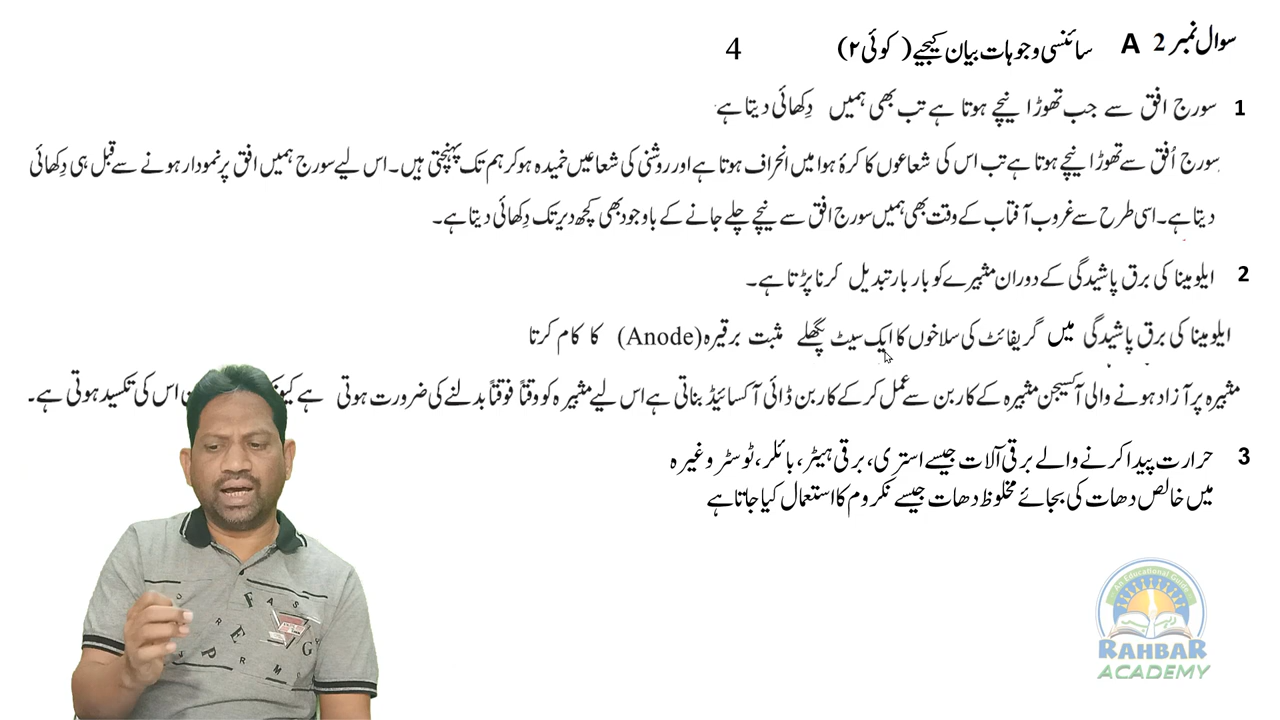 سوال نمبر 2 A سائنسی وجوہات بیان کیجیے ( کوئی ۲) 4
1 سورج افق سے جب تھوڑا نیچے ہوتا ہے تب بھی ہمیں دِکھائی دیتا ہے
سورج اُفق سے تھوڑا نیچے ہوتا ہے تب اس کی شعاعوں کا کرۂ ہوا میں انحراف ہوتا ہے اور روشنی کی شعاعیں خمیدہ ہو کر ہم تک پہنچتی ہیں۔ اس لیے سورج ہمیں افق پر نمودار ہونے سے قبل ہی دِکھائی
دیتا ہے۔ اسی طرح سے غروب آفتاب کے وقت بھی ہمیں سورج افق سے نیچے چلے جانے کے باوجود بھی کچھ دیر تک دِکھائی دیتا ہے۔
2 ایلومینا کی برق پاشیدگی کے دوران مثبیرے کو بار بار تبدیل کرنا پڑتا ہے۔
ایلومینا کی برق پاشیدگی میں گریفائٹ کی سلاخوں کا ایک سیٹ پگھلے مثبت برقیرہ (Anode) کا کام کرتا
مثبیرہ پر آزاد ہونے والی آکسیجن مثبیرہ کے کاربن سے عمل کر کے کاربن ڈائی آکسائیڈ بناتی ہے اس لیے مثبیرہ کو وقتاً فوقتاً بدلنے کی ضرورت ہوتی ہے اس کی تکسید ہوتی ہے۔
3 حرارت پیدا کرنے والے برقی آلات جیسے استری، برقی ہیٹر، بائلر، ٹوسٹر وغیرہ
میں خالص دھات کی بجائے مخلوط دھات جیسے نکروم کا استعمال کیا جاتا ہے
An Educational Guide
RAHBAR
ACADEMY